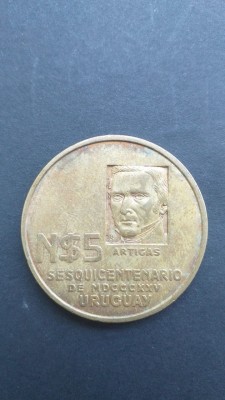 N$5
ARTIGAS
SESQUICENTENARIO
DE MDCCCXXV
URUGUAY